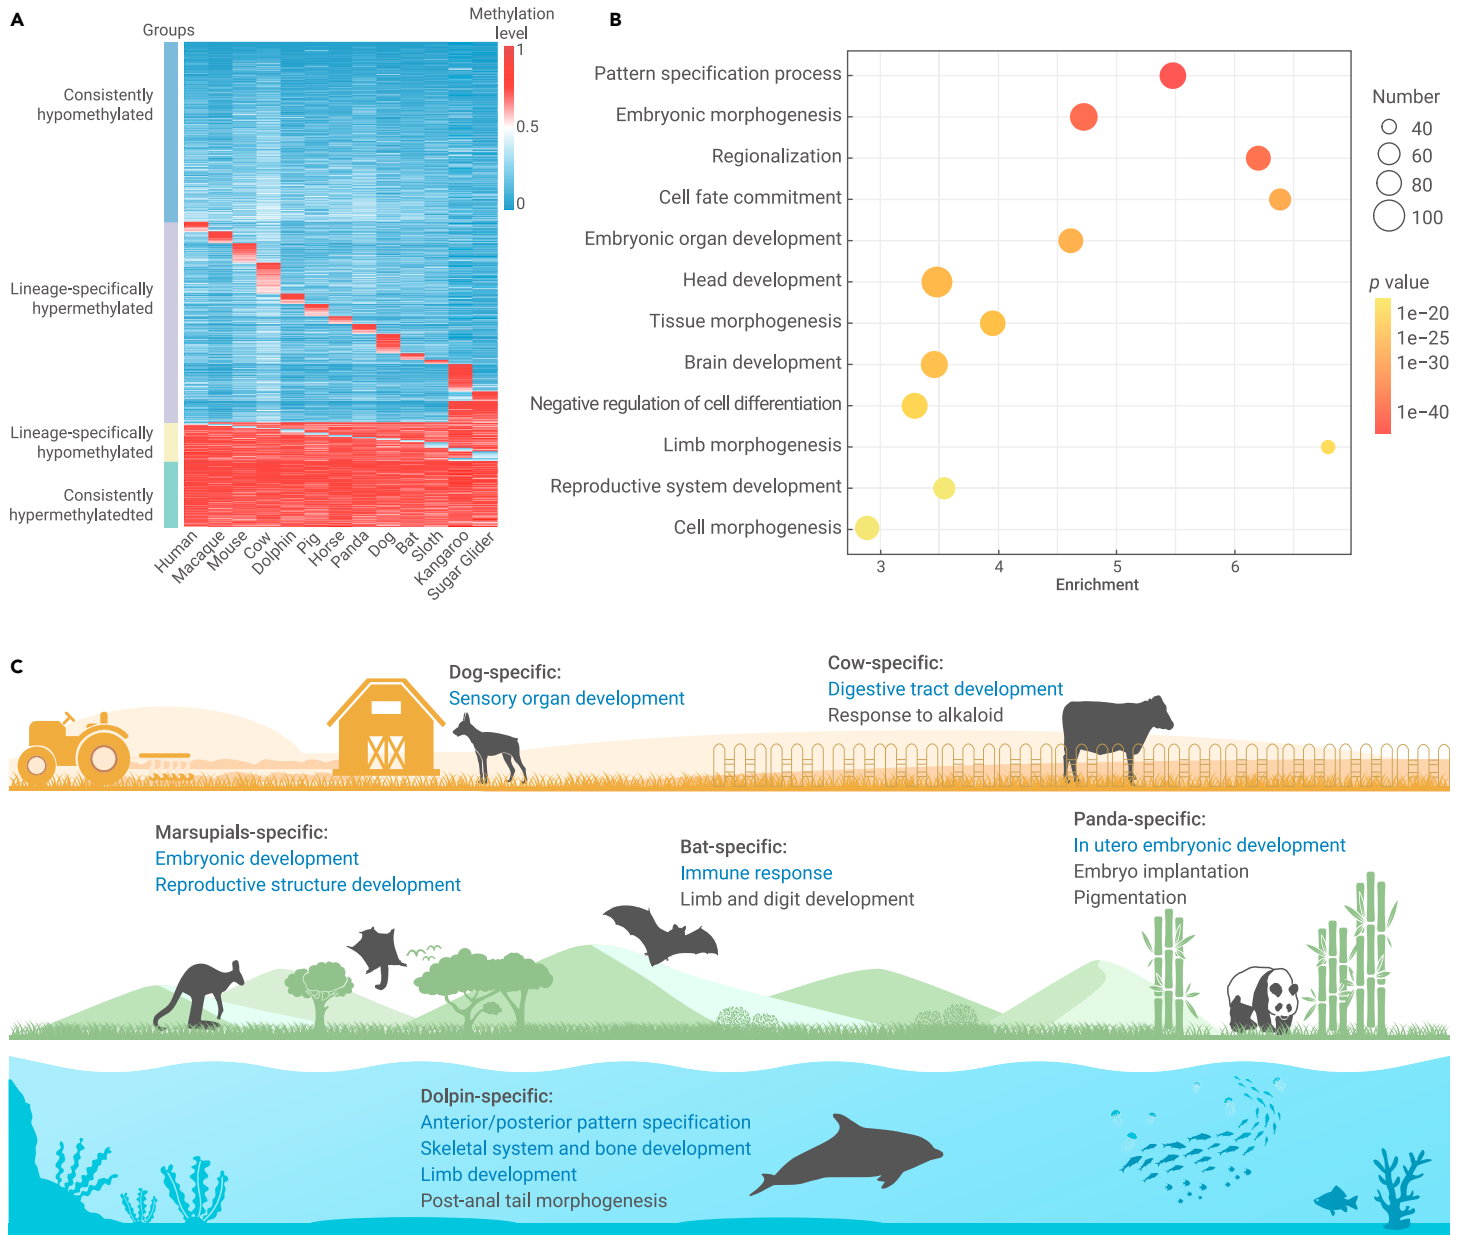 A
Groups
Methylation
level
1
0.5
0
Consistently
hypomethylated
Lineage-specifically
hypermethylated
Lineage-specifically
hypomethylated
Consistently
hypermethylatedted
Human
Macaque
Mouse
Cow
Dolphin
Pig
Horse
Panda
Dog
Bat
Sloth
Kangaroo
Sugar Glider
B
Pattern specification process
Embryonic morphogenesis
Regionalization
Cell fate commitment
Embryonic organ development
Head development
Tissue morphogenesis
Brain development
Negative regulation of cell differentiation
Limb morphogenesis
Reproductive system development
Cell morphogenesis
3
4
5
6
Enrichment
Number
40
60
80
100
p value
1e−20
1e−25
1e−30
1e−40
C
Dog-specific:
Sensory organ development
Cow-specific:
Digestive tract development
Response to alkaloid
Marsupials-specific:
Embryonic development
Reproductive structure development
Bat-specific:
Immune response
Limb and digit development
Panda-specific:
In utero embryonic development
Embryo implantation
Pigmentation
Dolpin-specific:
Anterior/posterior pattern specification
Skeletal system and bone development
Limb development
Post-anal tail morphogenesis